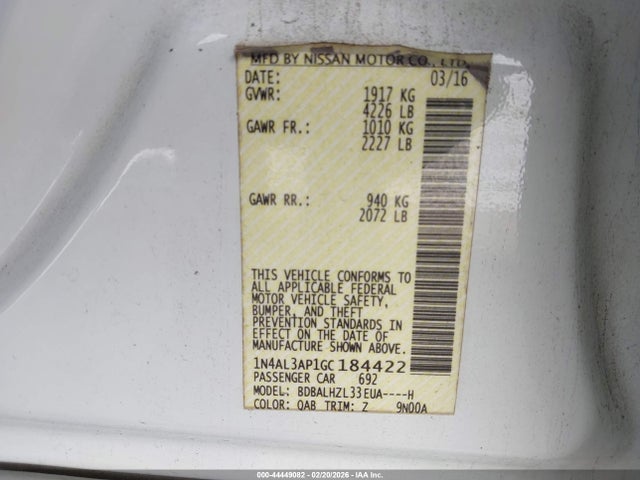 MFD BY NISSAN MOTOR CO., LTD.
DATE: 03/16
GVWR: 1917 KG
4226 LB
GAWR FR.: 1010 KG
2227 LB
GAWR RR.: 940 KG
2072 LB
THIS VEHICLE CONFORMS TO
ALL APPLICABLE FEDERAL
MOTOR VEHICLE SAFETY,
BUMPER, AND THEFT
PREVENTION STANDARDS IN
EFFECT ON THE DATE OF
MANUFACTURE SHOWN ABOVE.
1N4AL3AP1GC184422
PASSENGER CAR 692
MODEL: BDBALHZL33EUA----H
COLOR: QAB TRIM: Z 9N00A
000-44449082 - 02/20/2026 - IAA Inc.